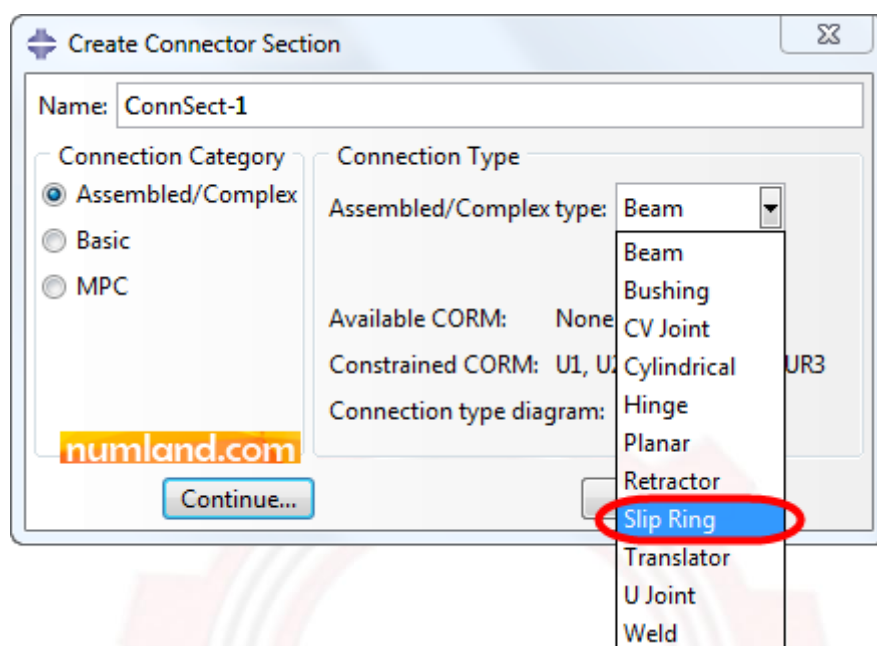 Create Connector Section
Name: ConnSect-1
Connection Category
Assembled/Complex
Basic
MPC
Connection Type
Assembled/Complex type: Beam
Beam
Bushing
CV Joint
Cylindrical
Hinge
Planar
Retractor
Slip Ring
Translator
U Joint
Weld
Available CORM: None
Constrained CORM: U1, UR3
Connection type diagram:
numland.com
Continue...